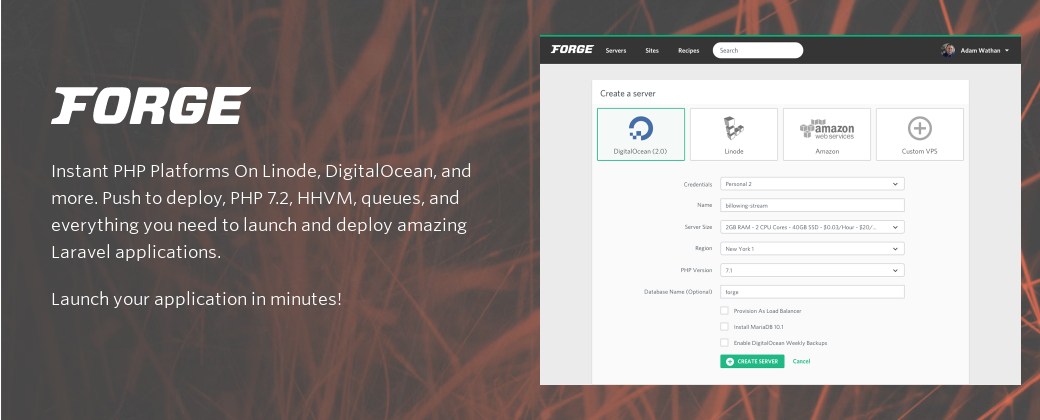 FORGE
Instant PHP Platforms On Linode, DigitalOcean, and
more. Push to deploy, PHP 7.2, HHVM, queues, and
everything you need to launch and deploy amazing
Laravel applications.
Launch your application in minutes!
FORGE Servers Sites Recipes Search Adam Wathan
Create a server
amazon
web services
DigitalOcean (2.0) Linode Amazon Custom VPS
Credentials Personal 2
Name billowing-stream
Server Size 2GB RAM - 2 CPU Cores - 40GB SSD - $0.03/Hour - $20/...
Region New York 1
PHP Version 7.1
Database Name (Optional) forge
Provision As Load Balancer
Install MariaDB 10.1
Enable DigitalOcean Weekly Backups
CREATE SERVER Cancel